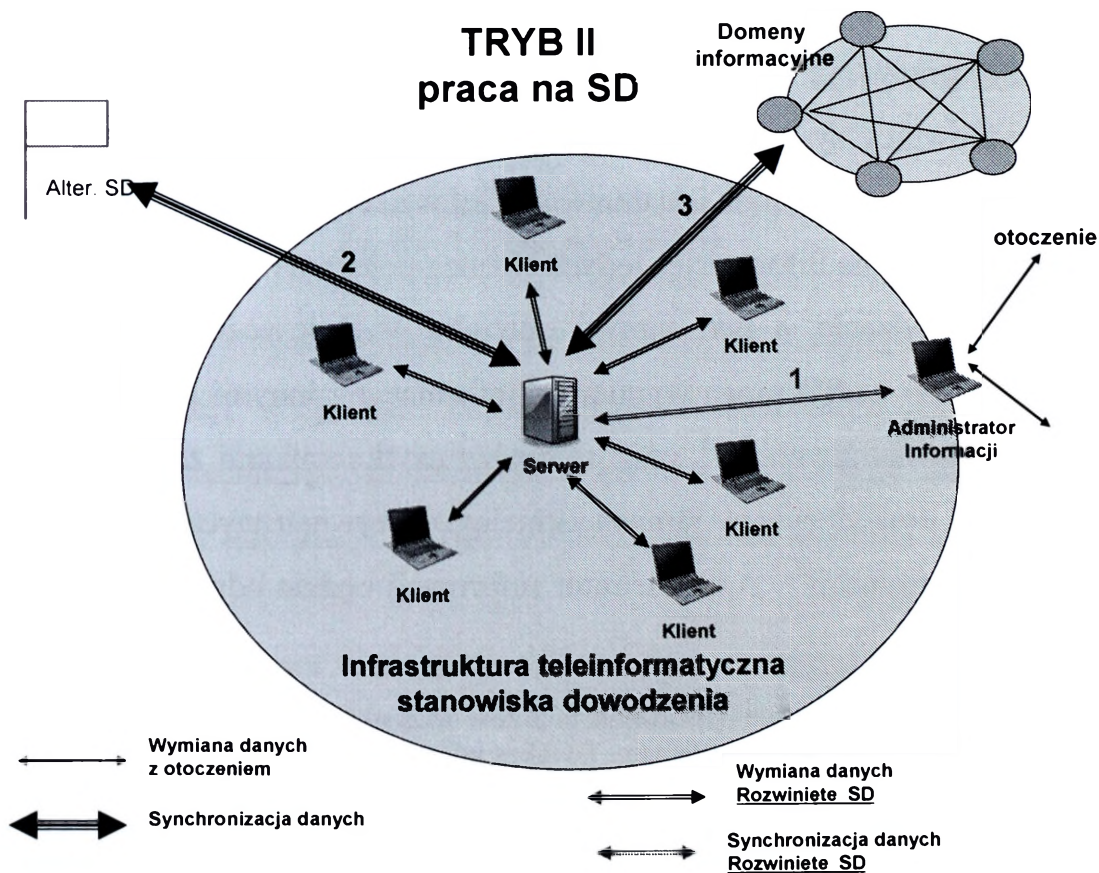 TRYB II
praca na SD
Domeny
informacyjne
Alter. SD
2
3
otoczenie
Klient
Klient
Klient
1
Administrator
Informacji
Serwer
Klient
Klient
Klient
Infrastruktura teleinformatyczna
stanowiska dowodzenia
Wymiana danych
z otoczeniem
Synchronizacja danych
Wymiana danych
Rozwinięte SD
Synchronizacja danych
Rozwinięte SD